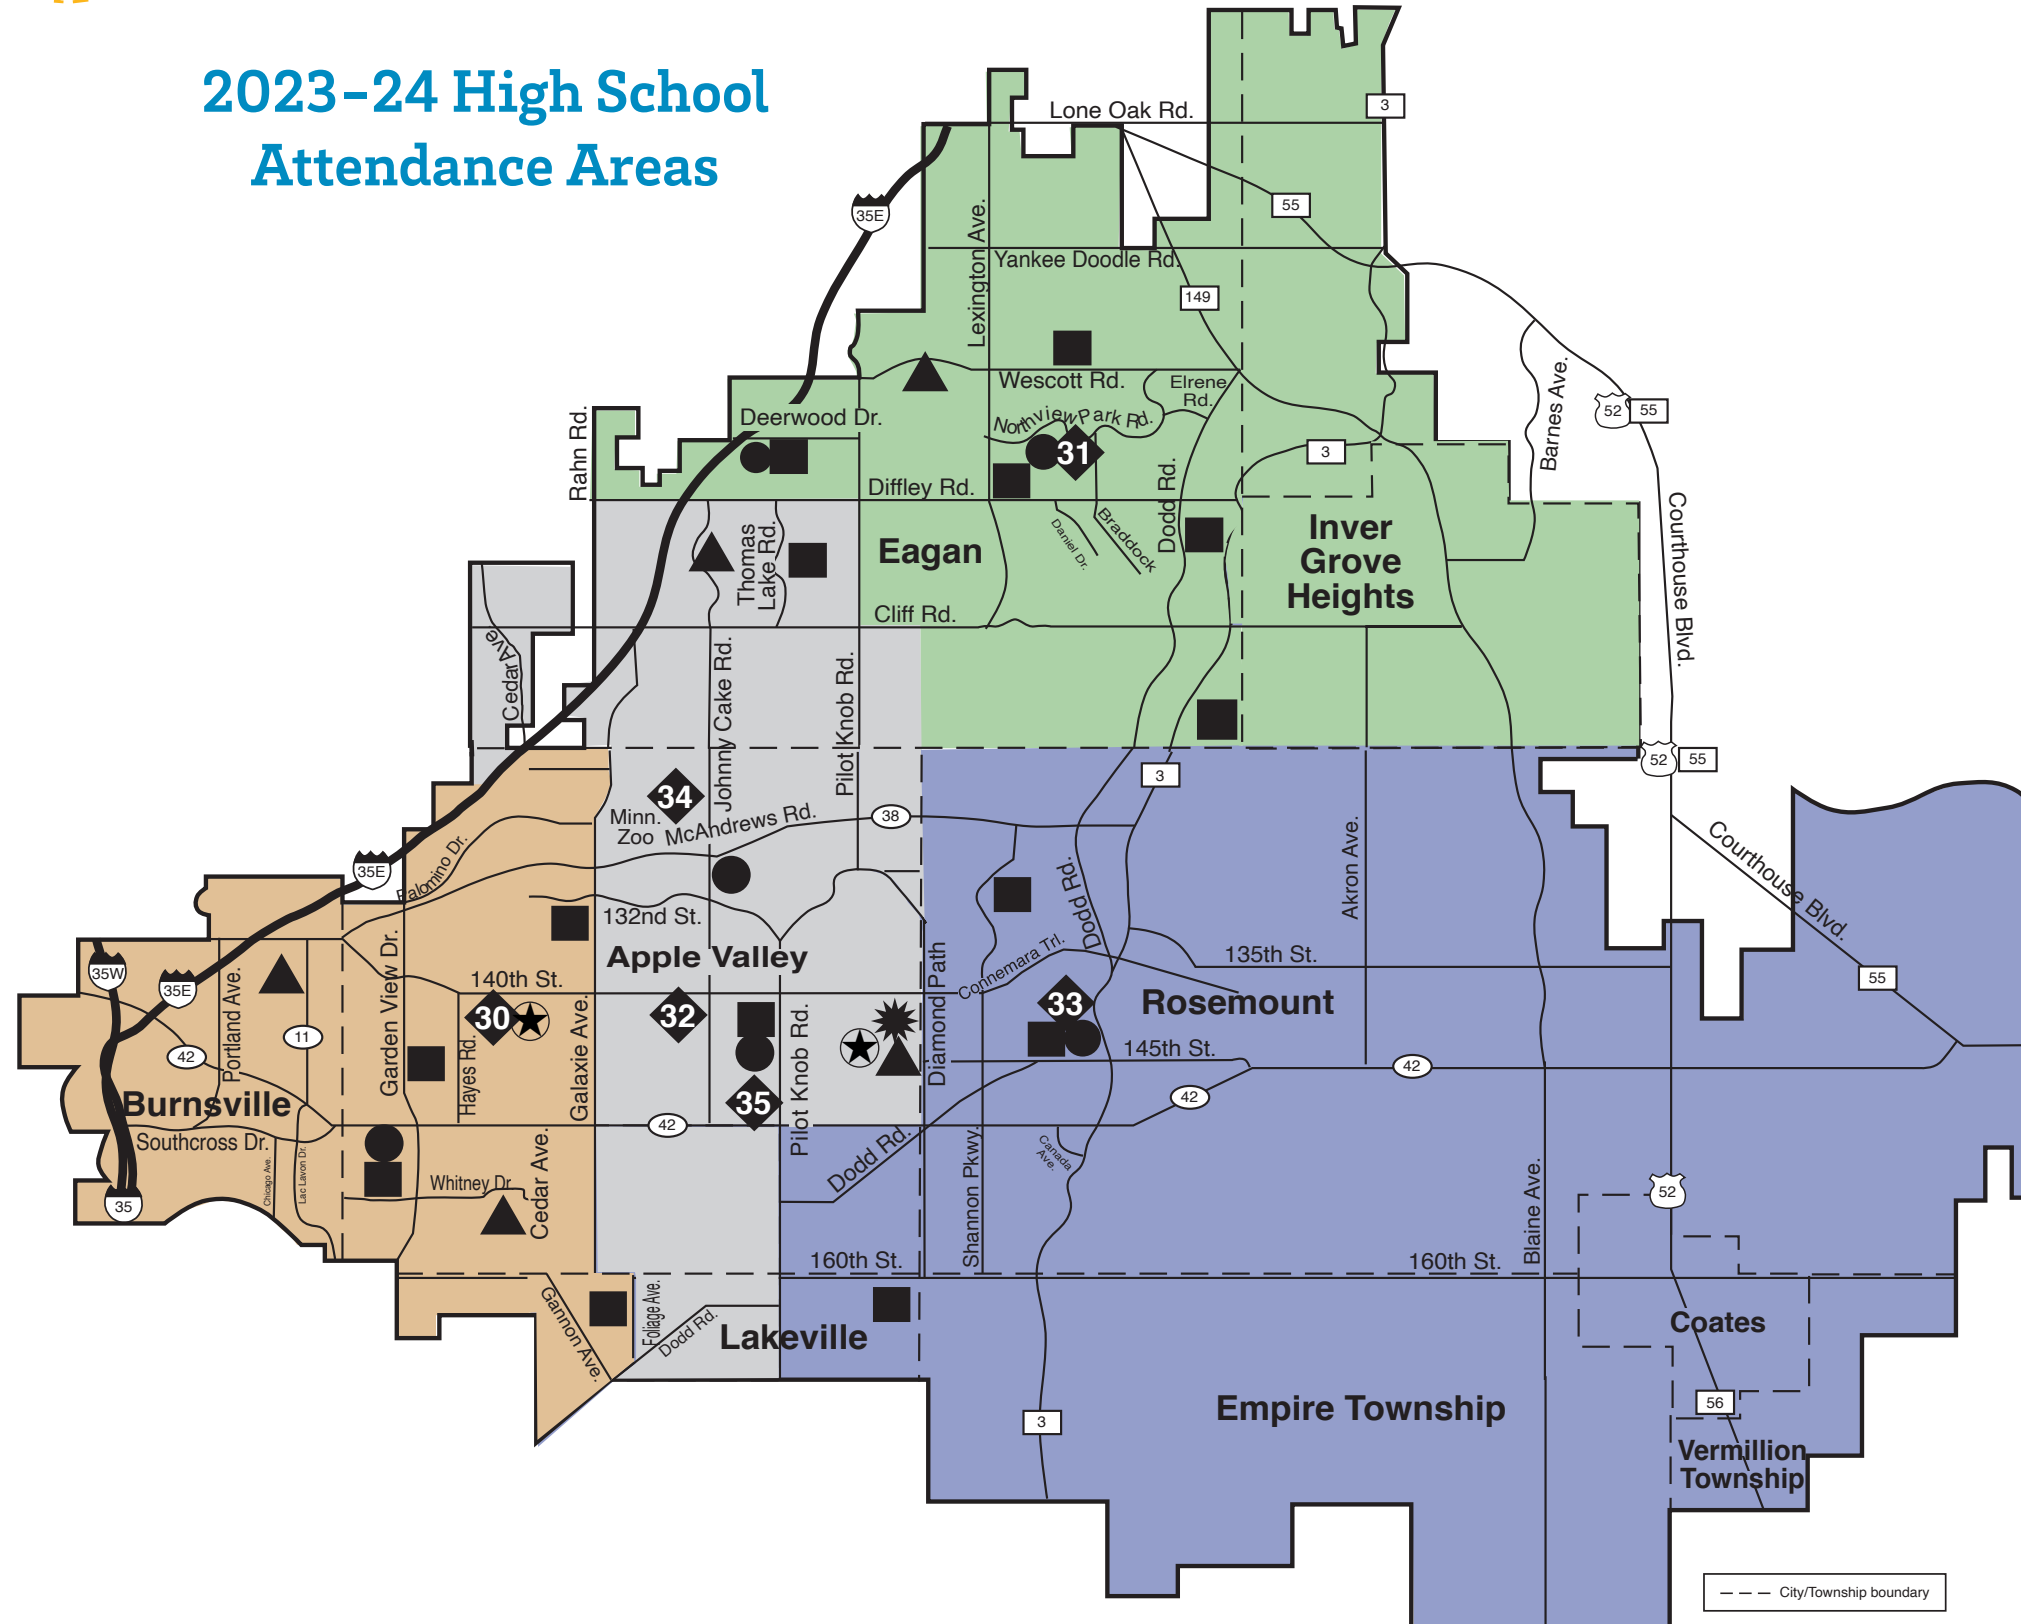 2023-24 High School
Attendance Areas
Lone Oak Rd.
3
35E
55
Lexington Ave.
Yankee Doodle Rd.
149
Wescott Rd.
Elrene
Rd.
Deerwood Dr.
Northview Park Rd.
Rahn Rd.
31
3
Barnes Ave.
52
55
Diffley Rd.
Dodd Rd.
Thomas
Lake Rd.
Eagan
Daniel Dr.
Braddock
Inver
Grove
Heights
Courthouse Blvd.
Cliff Rd.
Cedar Ave
Johnny Cake Rd.
Pilot Knob Rd.
52
55
3
34
Minn.
Zoo
McAndrews Rd.
38
35E
Palomino Dr.
Dodd Rd.
Akron Ave.
Courthouse Blvd.
132nd St.
Apple Valley
35W
35E
Portland Ave.
Garden View Dr.
140th St.
Diamond Path
Connemara Trl.
135th St.
55
30
Galaxie Ave.
32
33
Rosemount
11
42
Hayes Rd.
Pilot Knob Rd.
145th St.
42
Burnsville
35
42
42
Southcross Dr.
Chicago Ave.
Lac Lavon Dr.
Whitney Dr
Cedar Ave.
Dodd Rd.
Shannon Pkwy.
Canada
Ave.
Blaine Ave.
52
35
160th St.
160th St.
Gannon Ave.
Foliage Ave.
Dodd Rd.
Lakeville
Coates
3
Empire Township
56
Vermillion
Township
City/Township boundary